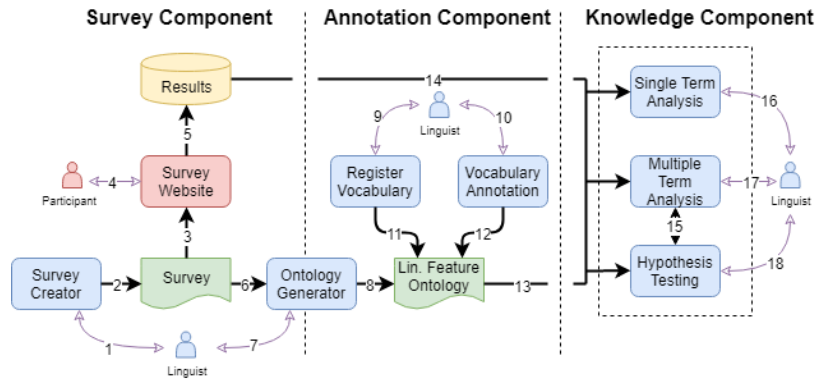 Survey Component
Annotation Component
Knowledge Component
Results
14
Single Term
Analysis
9
10
16
Linguist
5
Participant
4
Survey
Website
Register
Vocabulary
Vocabulary
Annotation
Multiple
Term
Analysis
17
Linguist
3
11
12
15
Survey
Creator
2
Survey
6
Ontology
Generator
8
Lin. Feature
Ontology
13
Hypothesis
Testing
18
1
7
Linguist